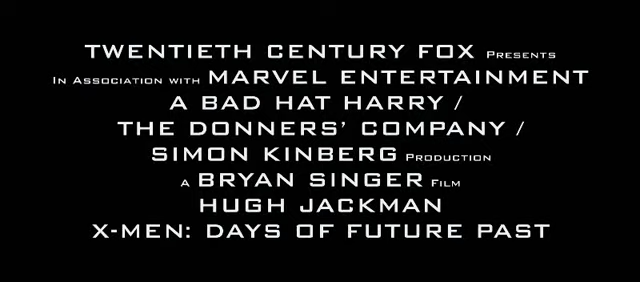 TWENTIETH CENTURY FOX PRESENTS
IN ASSOCIATION WITH MARVEL ENTERTAINMENT
A BAD HAT HARRY /
THE DONNERS' COMPANY /
SIMON KINBERG PRODUCTION
A BRYAN SINGER FILM
HUGH JACKMAN
X-MEN: DAYS OF FUTURE PAST